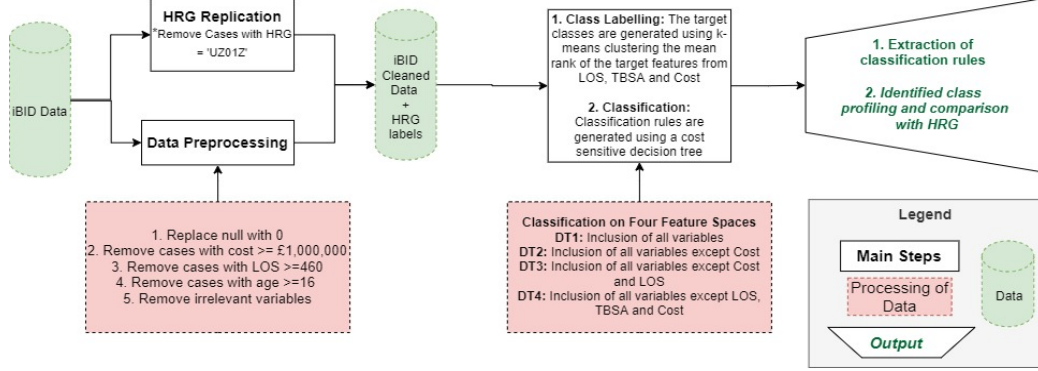 iBID Data
HRG Replication
*Remove Cases with HRG
= 'UZ01Z'
Data Preprocessing
1. Replace null with 0
2. Remove cases with cost >= £1,000,000
3. Remove cases with LOS >=460
4. Remove cases with age >=16
5. Remove irrelevant variables
iBID
Cleaned
Data
+
HRG
labels
1. Class Labelling: The target
classes are generated using k-
means clustering the mean
rank of the target features from
LOS, TBSA and Cost
2. Classification:
Classification rules are
generated using a cost
sensitive decision tree
Classification on Four Feature Spaces
DT1: Inclusion of all variables
DT2: Inclusion of all variables except Cost
DT3: Inclusion of all variables except Cost
and LOS
DT4: Inclusion of all variables except LOS,
TBSA and Cost
1. Extraction of
classification rules
2. Identified class
profiling and comparison
with HRG
Legend
Main Steps
Processing of
Data
Output
Data